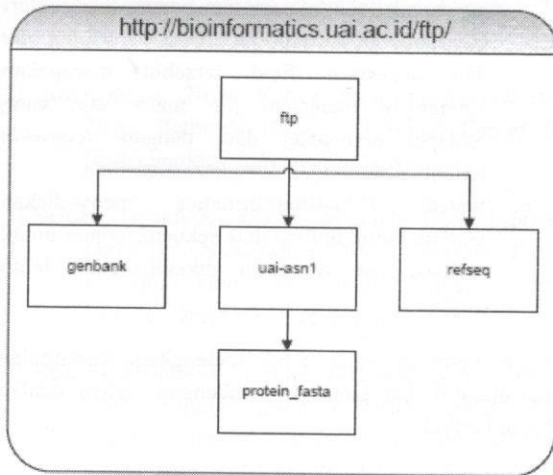 http://bioinformatics.uai.ac.id/ftp/
ftp
genbank
uai-asn1
refseq
protein_fasta